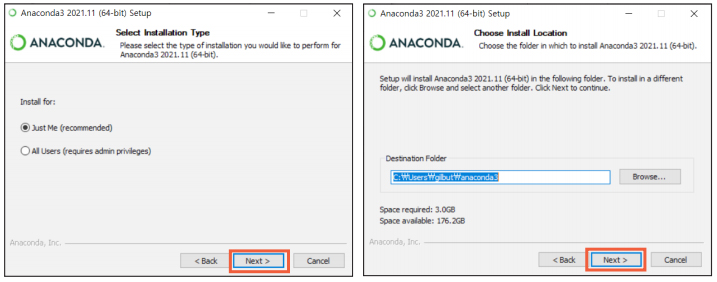 Anaconda3 2021.11 (64-bit) Setup
ANACONDA.
Select Installation Type
Please select the type of installation you would like to perform for
Anaconda3 2021.11 (64-bit).
Install for:
Just Me (recommended)
All Users (requires admin privileges)
Anaconda, Inc.
< Back
Next >
Cancel
Anaconda3 2021.11 (64-bit) Setup
ANACONDA.
Choose Install Location
Choose the folder in which to install Anaconda3 2021.11 (64-bit).
Setup will install Anaconda3 2021.11 (64-bit) in the following folder. To install in a different
folder, click Browse and select another folder. Click Next to continue.
Destination Folder
C:₩Users₩gilbut₩anaconda3
Browse...
Space required: 3.0GB
Space available: 176.2GB
Anaconda, Inc.
< Back
Next >
Cancel